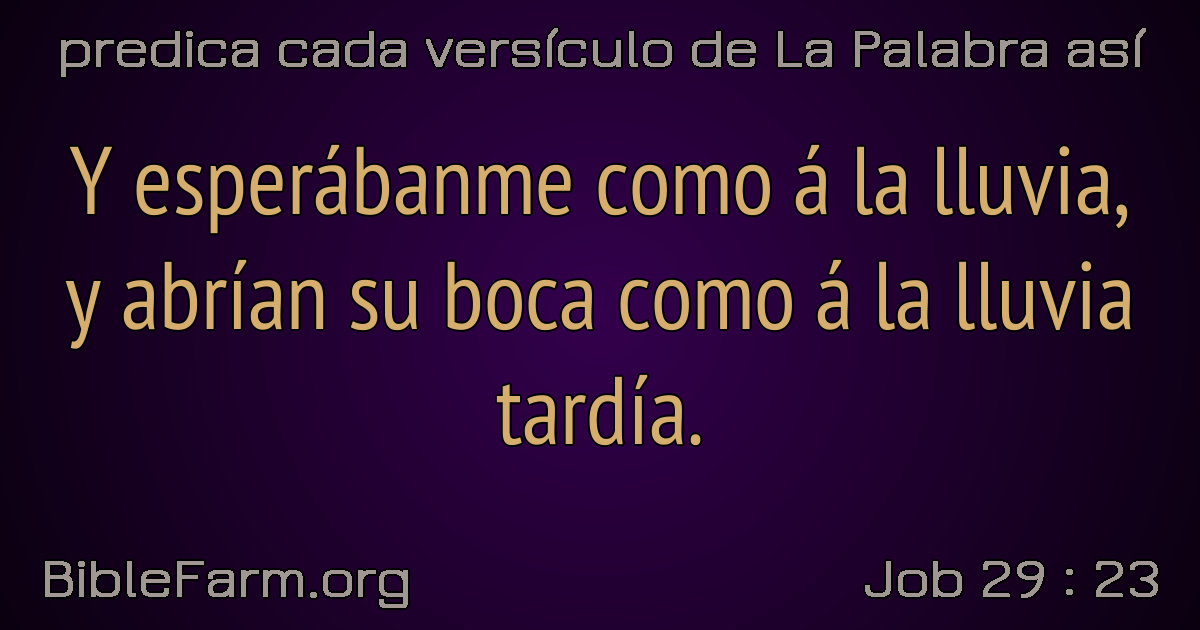 predica cada versículo de La Palabra así
Y esperábanme como á la lluvia,
y abrían su boca como á la lluvia
tardía.
BibleFarm.org
Job 29 : 23